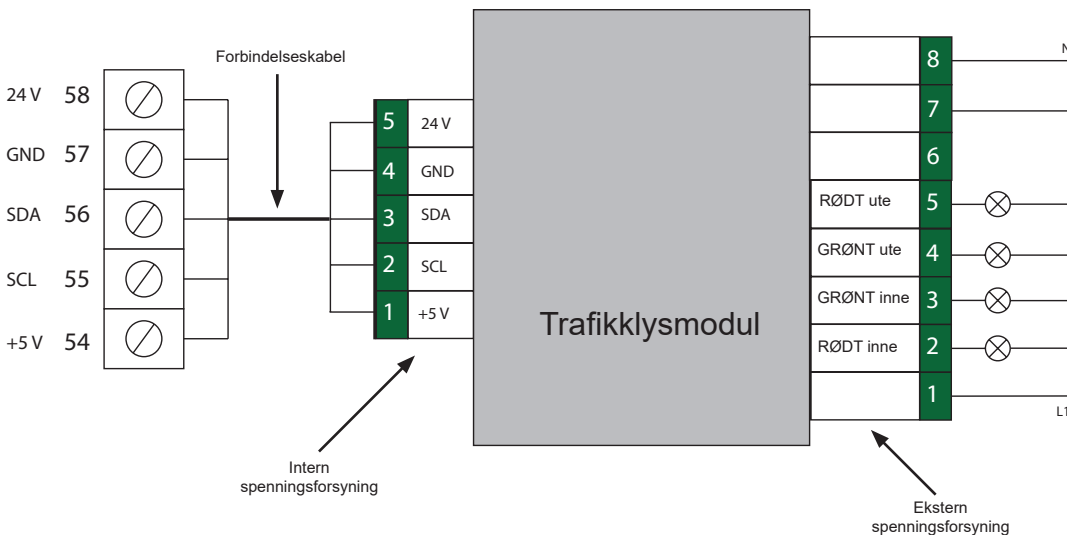 Forbindelseskabel
24 V 58
GND 57
SDA 56
SCL 55
+5 V 54
5 24 V
4 GND
3 SDA
2 SCL
1 +5 V
Trafikklysmodul
8
7
6
RØDT ute 5
GRØNT ute 4
GRØNT inne 3
RØDT inne 2
1
N
L1
Intern
spenningsforsyning
Ekstern
spenningsforsyning